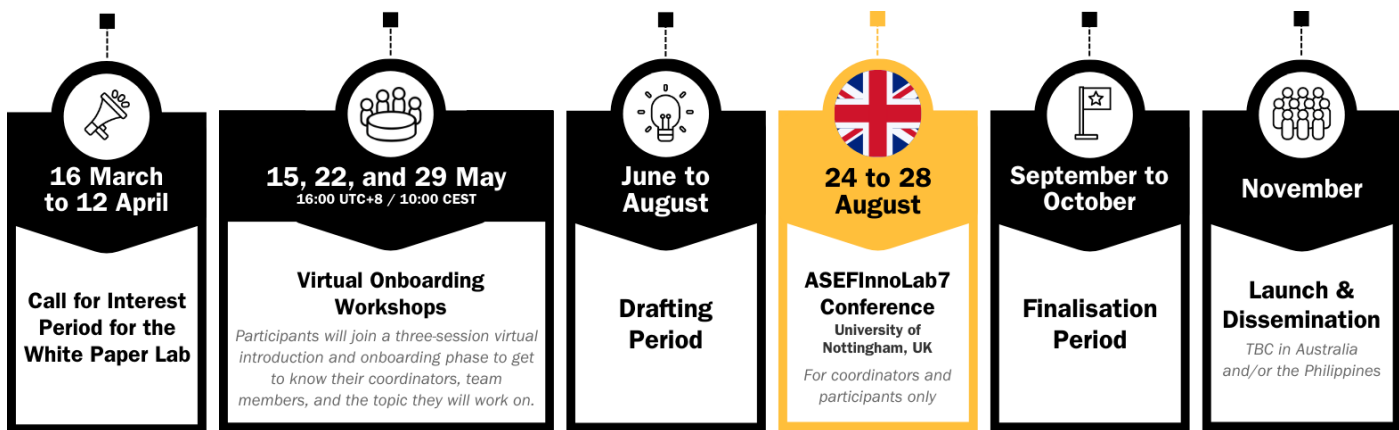 16 March
to 12 April
Call for Interest
Period for the
White Paper Lab
15, 22, and 29 May
16:00 UTC+8 / 10:00 CEST
Virtual Onboarding
Workshops
Participants will join a three-session virtual
introduction and onboarding phase to get
to know their coordinators, team
members, and the topic they will work on.
June to
August
Drafting
Period
24 to 28
August
ASEFInnoLab7
Conference
University of
Nottingham, UK
For coordinators and
participants only
September to
October
Finalisation
Period
November
Launch &
Dissemination
TBC in Australia
and/or the Philippines